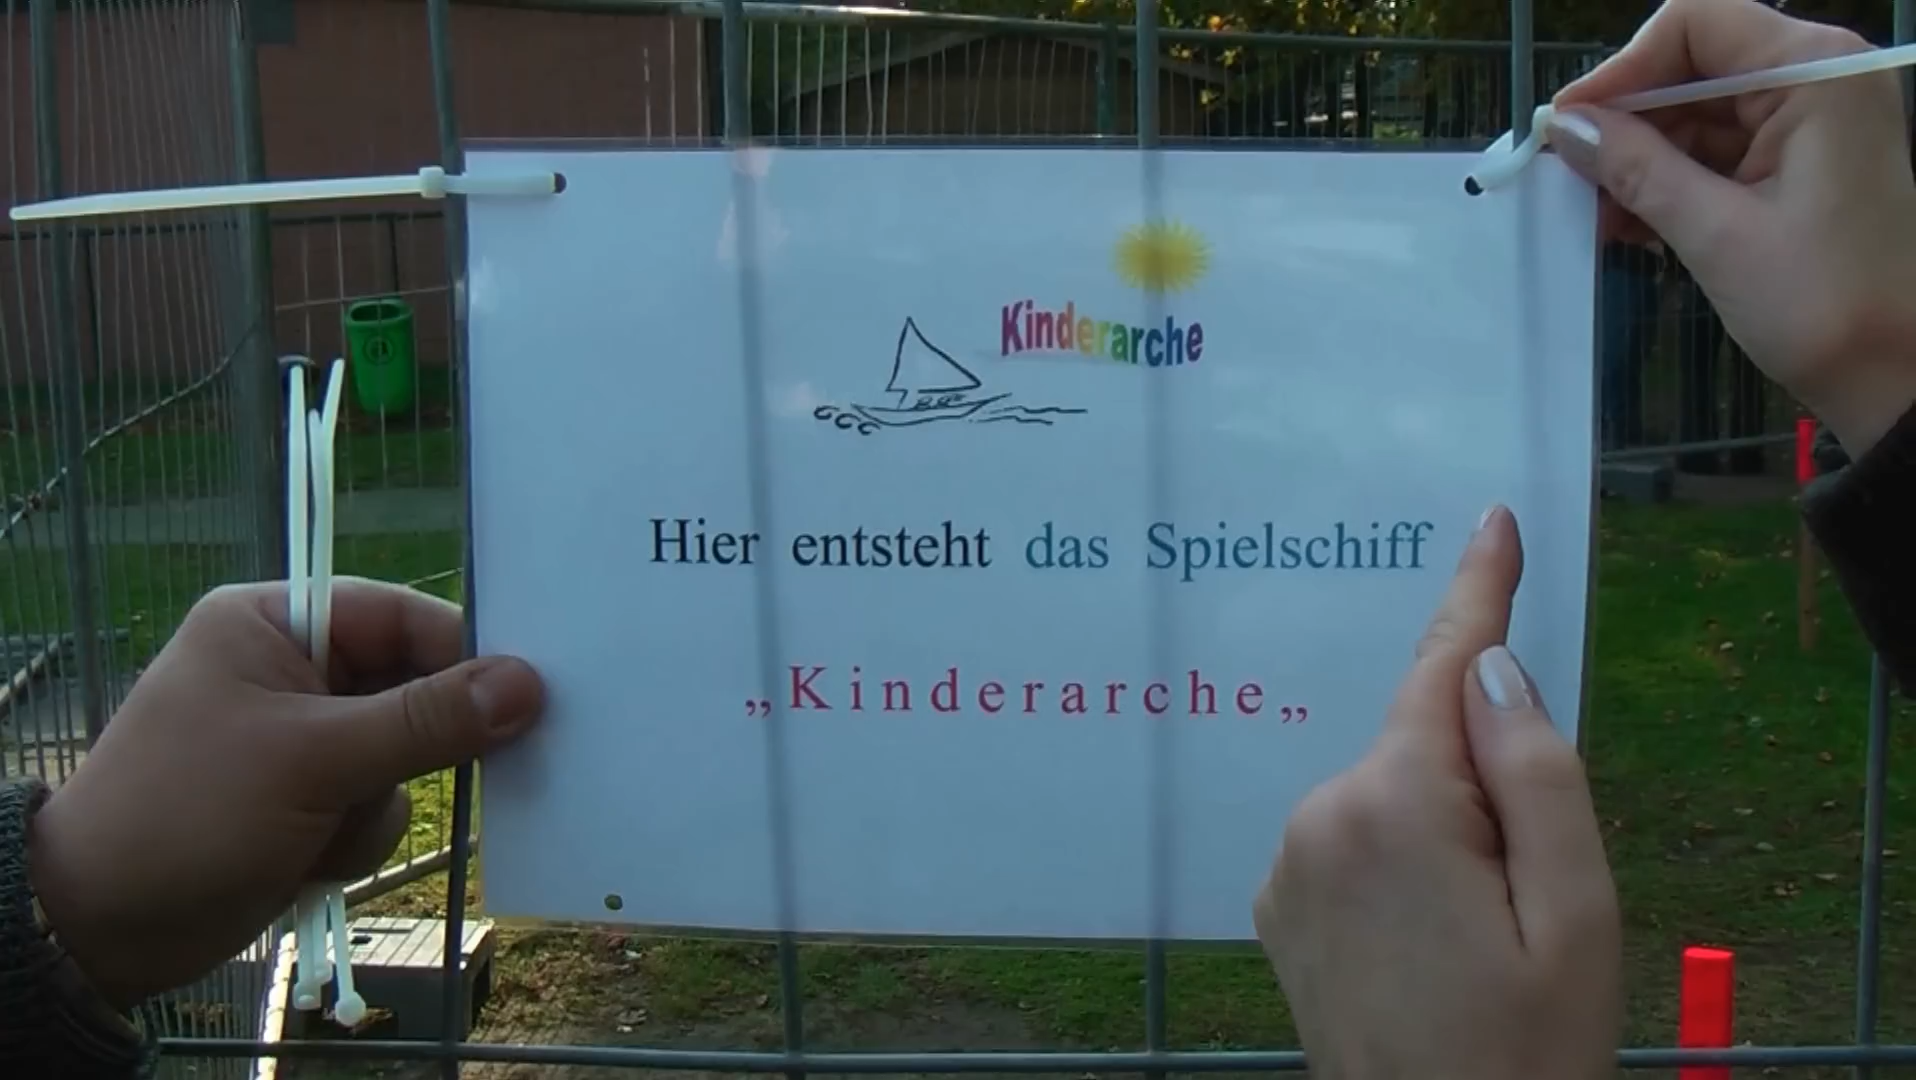 Kinderarche
Hier entsteht das Spielschiff
„Kinderarche„